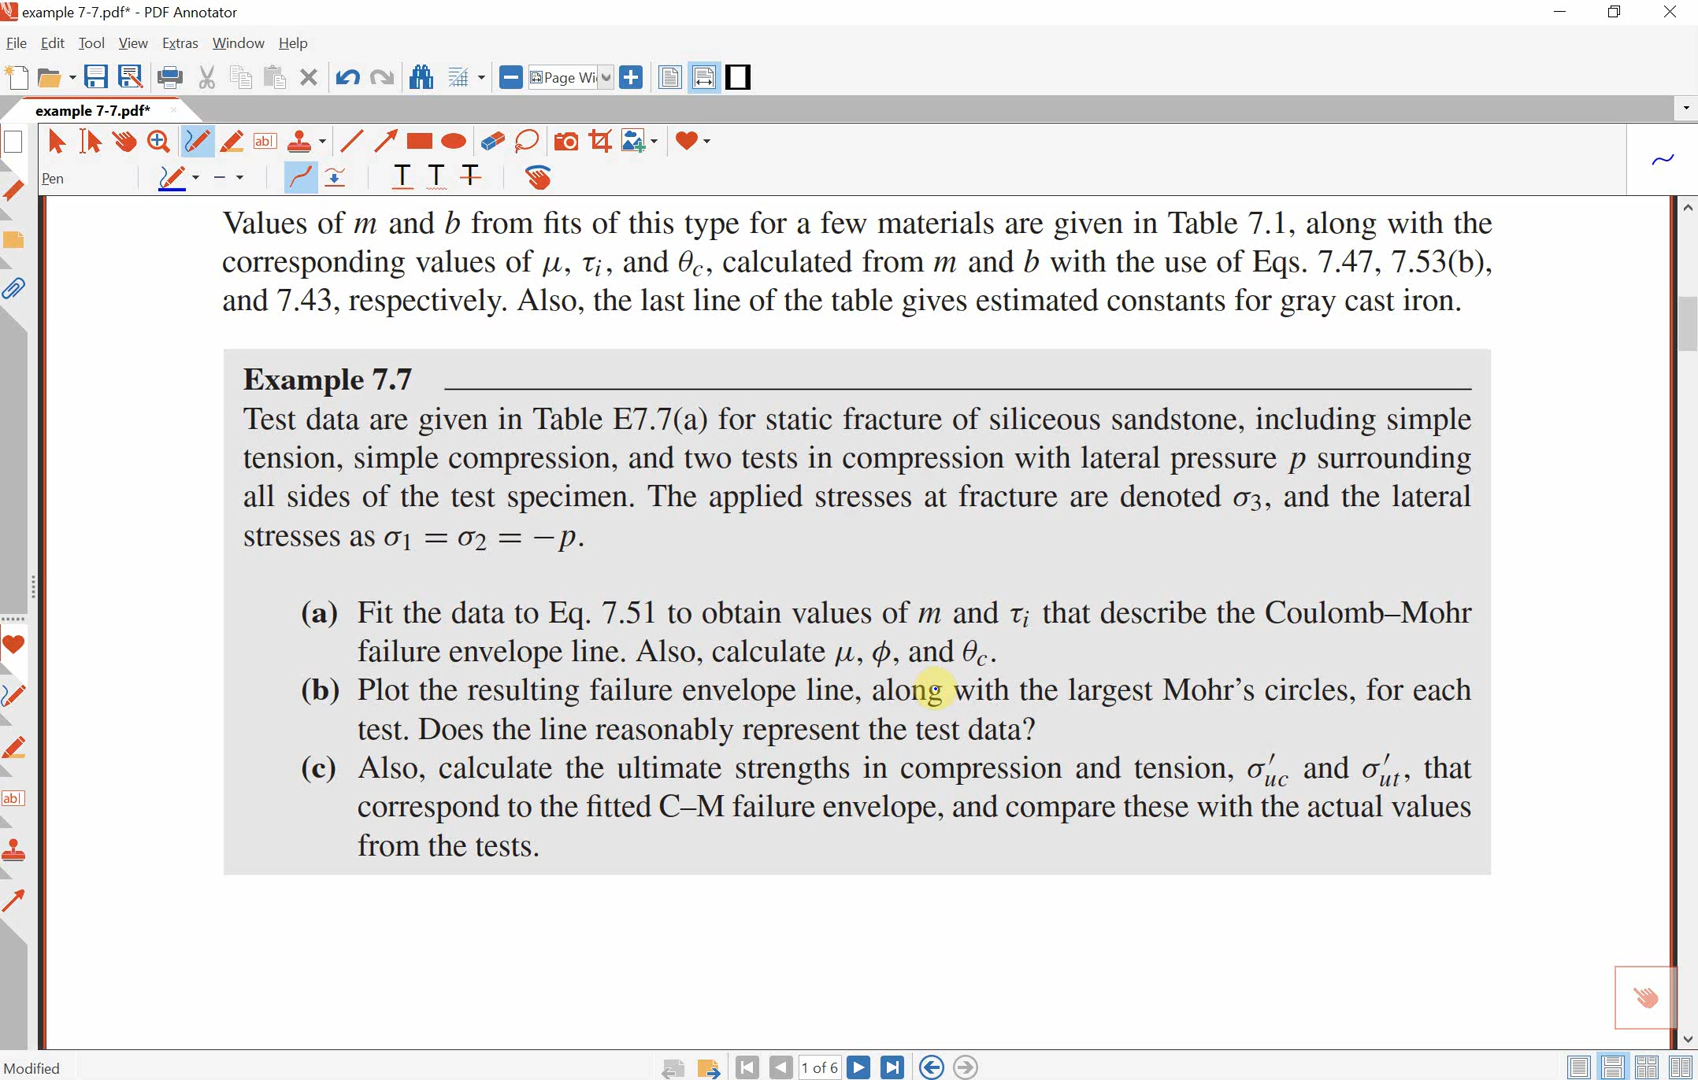 example 7-7.pdf* - PDF Annotator
File Edit Tool View Extras Window Help
Page Wi
example 7-7.pdf*
Pen
Values of m and b from fits of this type for a few materials are given in Table 7.1, along with the
corresponding values of μ, τi, and θc, calculated from m and b with the use of Eqs. 7.47, 7.53(b),
and 7.43, respectively. Also, the last line of the table gives estimated constants for gray cast iron.
Example 7.7
Test data are given in Table E7.7(a) for static fracture of siliceous sandstone, including simple
tension, simple compression, and two tests in compression with lateral pressure p surrounding
all sides of the test specimen. The applied stresses at fracture are denoted σ3, and the lateral
stresses as σ1 = σ2 = −p.
(a) Fit the data to Eq. 7.51 to obtain values of m and τi that describe the Coulomb–Mohr
failure envelope line. Also, calculate μ, ϕ, and θc.
(b) Plot the resulting failure envelope line, along with the largest Mohr's circles, for each
test. Does the line reasonably represent the test data?
(c) Also, calculate the ultimate strengths in compression and tension, σ′uc and σ′ut, that
correspond to the fitted C–M failure envelope, and compare these with the actual values
from the tests.
Modified
1 of 6